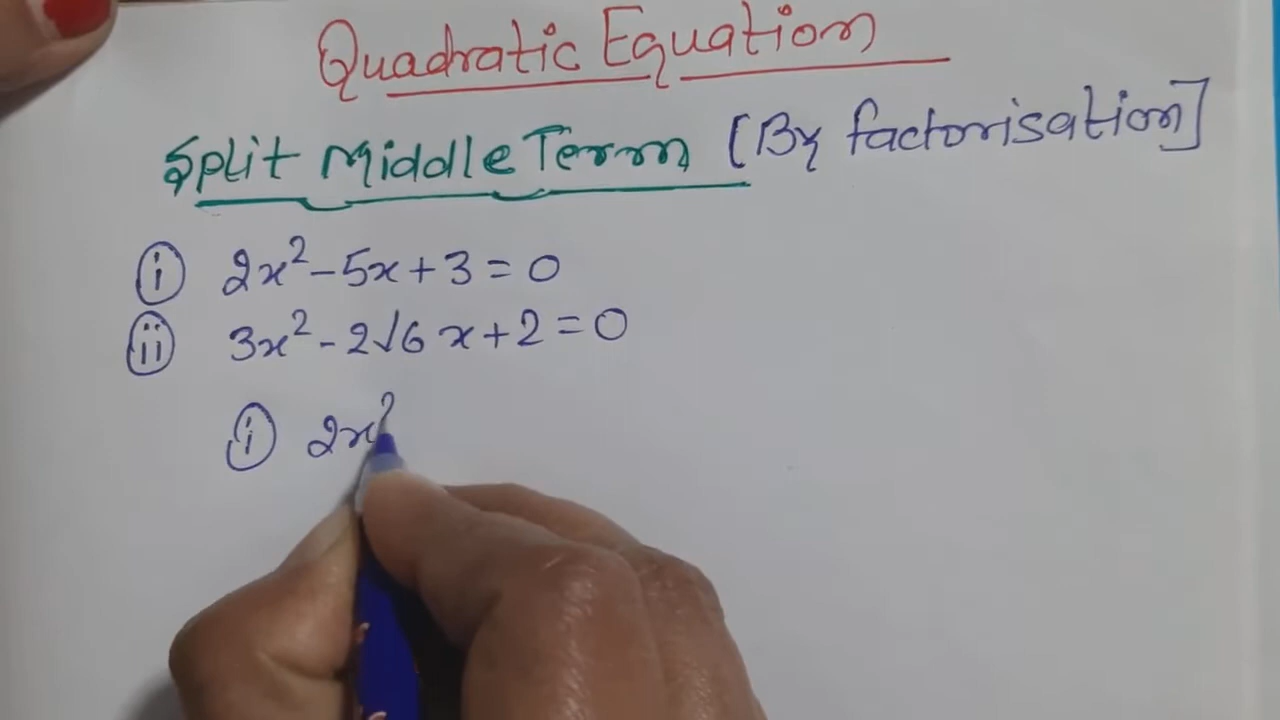 Quadratic Equation
Split Middle Term [By factorisation]
(i) 2x² - 5x + 3 = 0
(ii) 3x² - 2√6 x + 2 = 0
(i) 2x²